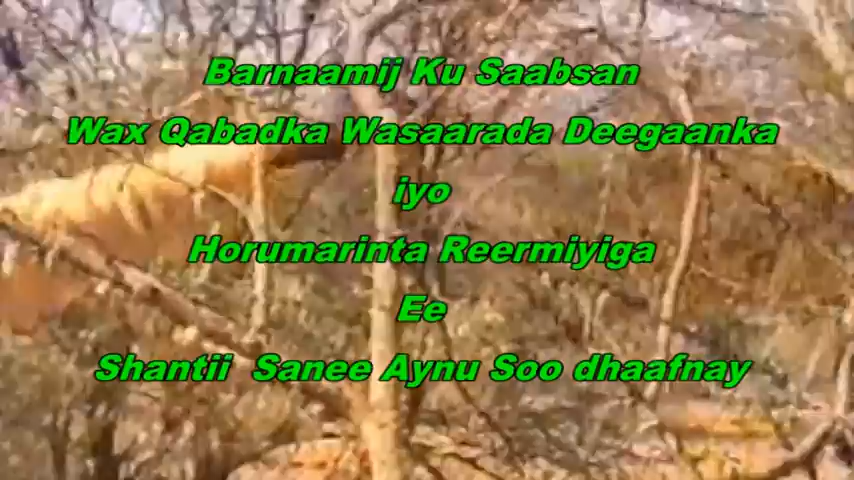 Barnaamij Ku Saabsan
Wax Qabadka Wasaarada Deegaanka
iyo
Horumarinta Reermiyiga
Ee
Shantii  Sanee Aynu Soo dhaafnay